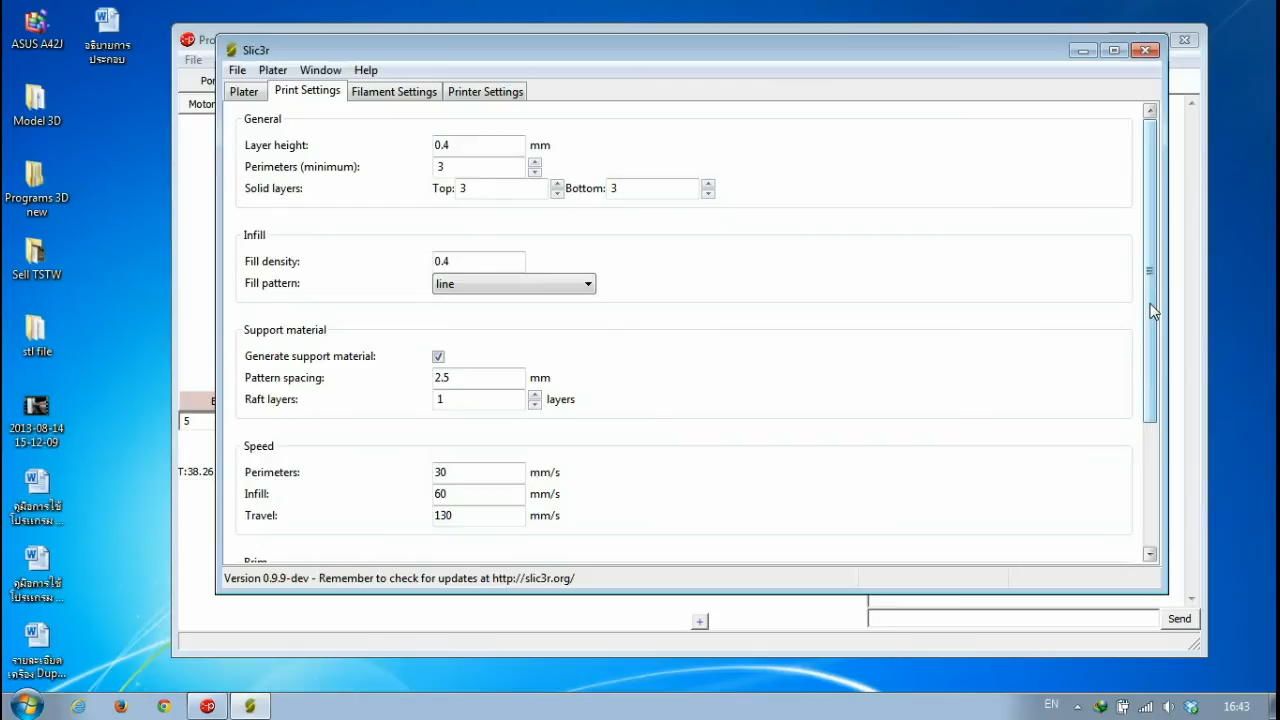 ASUS A42J
อธิบายการ
ประกอบ
Model 3D
Programs 3D
new
Sell TSTW
stl file
2013-08-14
15-12-09
คู่มือการใช้
โปรแกรม ...
คู่มือการใช้
โปรแกรม ...
รายละเอียด
เครื่อง Dup...
File
Motor
5
T:38.26
Slic3r
File Plater Window Help
Plater Print Settings Filament Settings Printer Settings
General
Layer height: 0.4 mm
Perimeters (minimum): 3
Solid layers: Top: 3 Bottom: 3
Infill
Fill density: 0.4
Fill pattern: line
Support material
Generate support material:
Pattern spacing: 2.5 mm
Raft layers: 1 layers
Speed
Perimeters: 30 mm/s
Infill: 60 mm/s
Travel: 130 mm/s
Version 0.9.9-dev - Remember to check for updates at http://slic3r.org/
+
Send
EN 16:43